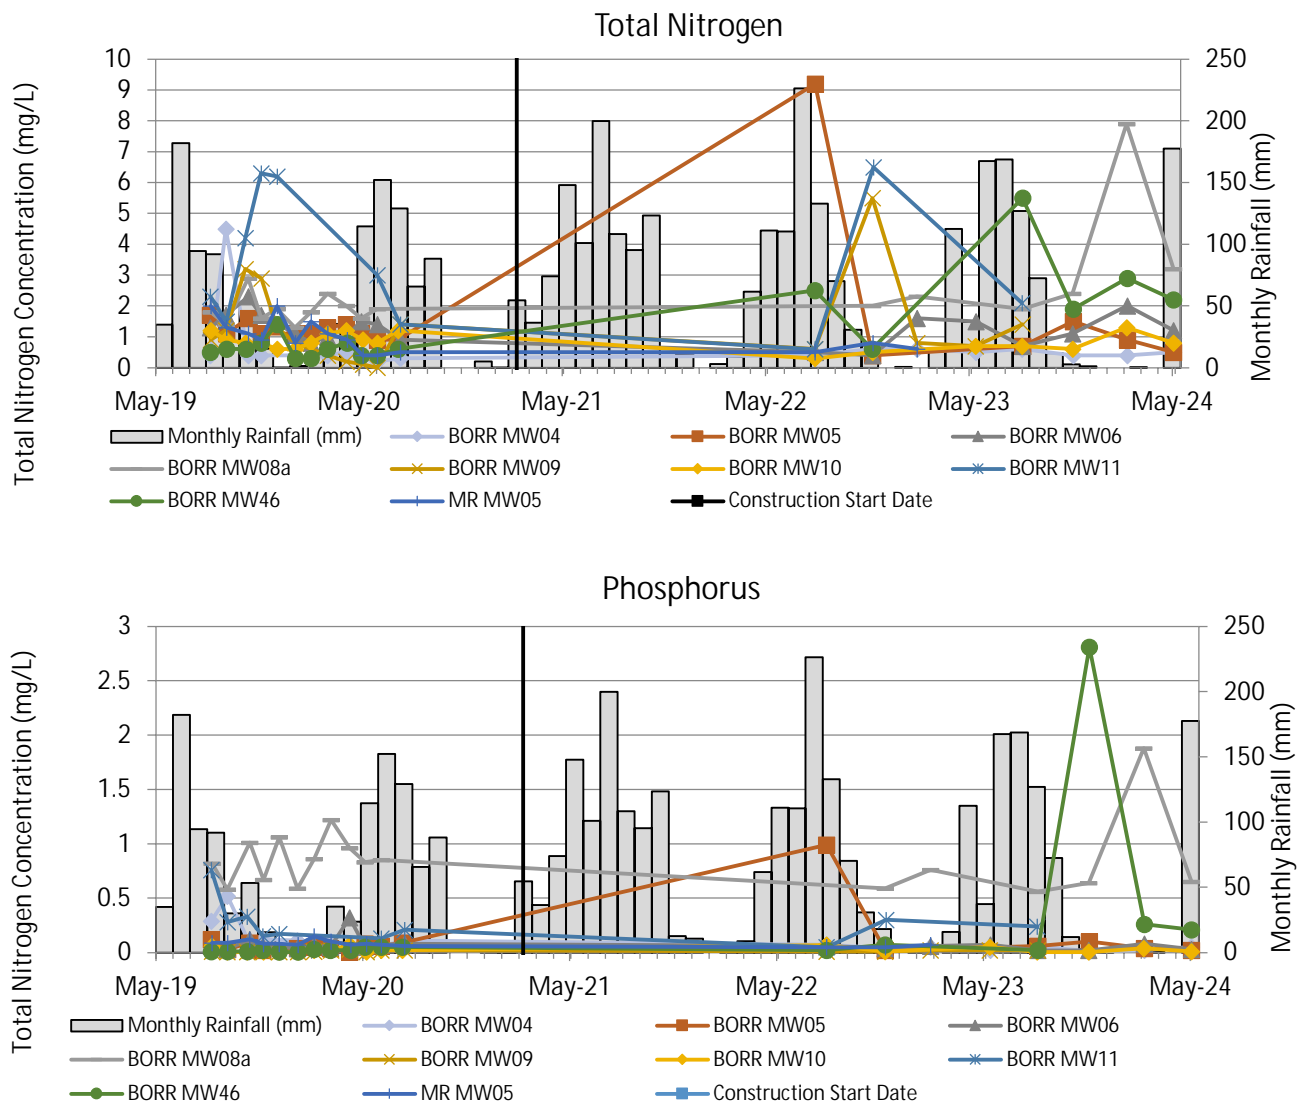 Total Nitrogen
Total Nitrogen Concentration (mg/L)
10
9
8
7
6
5
4
3
2
1
0
250
200
150
100
50
0
Monthly Rainfall (mm)
May-19 May-20 May-21 May-22 May-23 May-24
Monthly Rainfall (mm) BORR MW04 BORR MW05 BORR MW06
BORR MW08a BORR MW09 BORR MW10 BORR MW11
BORR MW46 MR MW05 Construction Start Date
Phosphorus
Total Nitrogen Concentration (mg/L)
3
2.5
2
1.5
1
0.5
0
250
200
150
100
50
0
Monthly Rainfall (mm)
May-19 May-20 May-21 May-22 May-23 May-24
Monthly Rainfall (mm) BORR MW04 BORR MW05 BORR MW06
BORR MW08a BORR MW09 BORR MW10 BORR MW11
BORR MW46 MR MW05 Construction Start Date